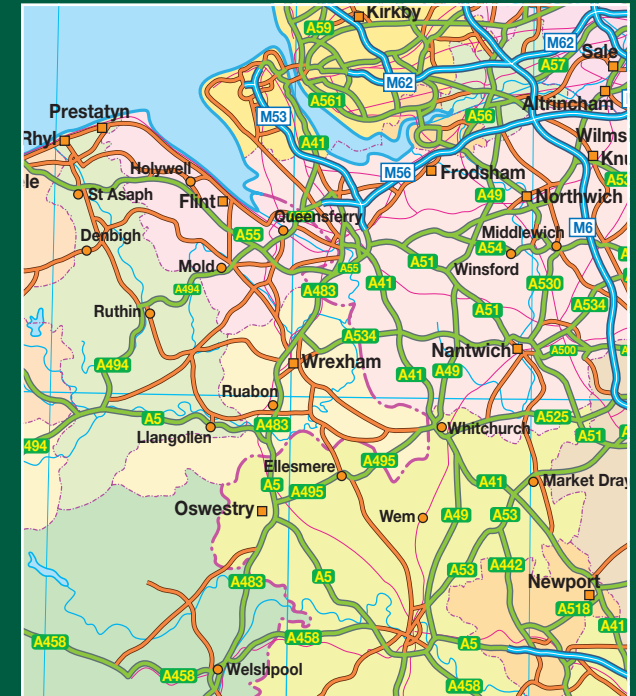 Kirkby
A59
M62
Sale
A57
M62
A561
Altrincham
Prestatyn
M53
A56
Rhyl
A41
Wilms
Knu
Holywell
M56
Frodsham
A53
ele
St Asaph
Flint
A49
Northwich
Queensferry
M6
Denbigh
A55
Middlewich
A54
Mold
A55
A51
Winsford
A494
A483
A41
A530
A534
Ruthin
A51
A534
Nantwich
A500
A494
Wrexham
A41
A49
Ruabon
A5
A483
A525
Llangollen
Whitchurch
A51
494
Ellesmere
A495
A5
A495
A41
Market Dray
Oswestry
Wem
A49
A53
A483
A5
A53
A442
Newport
A518
A41
A458
A458
A5
A458
Welshpool
A458